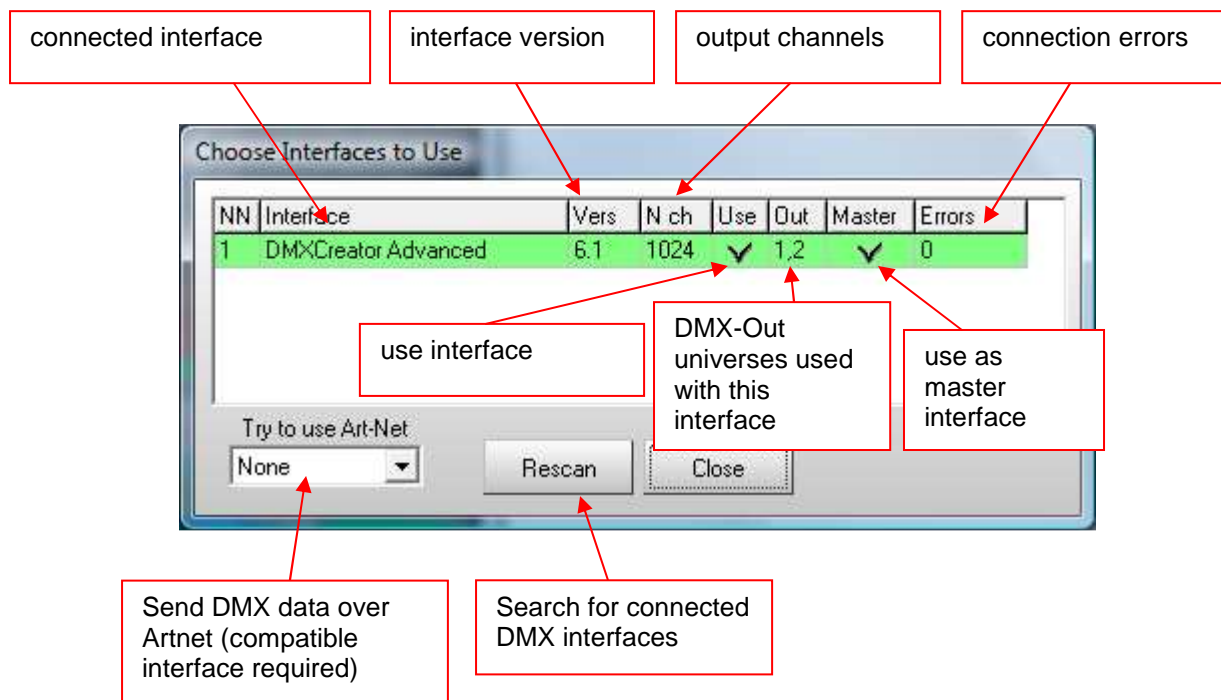 connected interface
interface version
output channels
connection errors
Choose Interfaces to Use
NN Interface Vers N ch Use Out Master Errors
1 DMXCreator Advanced 6.1 1024 1,2 0
use interface
DMX-Out
universes used
with this
interface
use as
master
interface
Try to use Art-Net
None
Rescan
Close
Send DMX data over
Artnet (compatible
interface required)
Search for connected
DMX interfaces